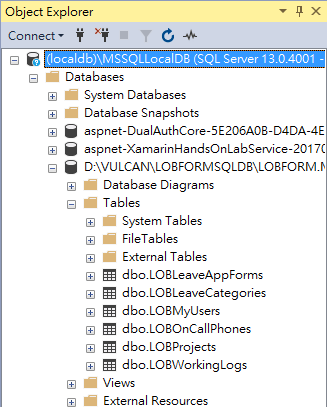 Object Explorer
Connect
(localdb)\MSSQLLocalDB (SQL Server 13.0.4001 -
Databases
System Databases
Database Snapshots
aspnet-DualAuthCore-5E206A0B-D4DA-4E
aspnet-XamarinHandsOnLabService-20170
D:\VULCAN\LOBFORMSQLDB\LOBFORM.M
Database Diagrams
Tables
System Tables
FileTables
External Tables
dbo.LOBLeaveAppForms
dbo.LOBLeaveCategories
dbo.LOBMyUsers
dbo.LOBOnCallPhones
dbo.LOBProjects
dbo.LOBWorkingLogs
Views
External Resources